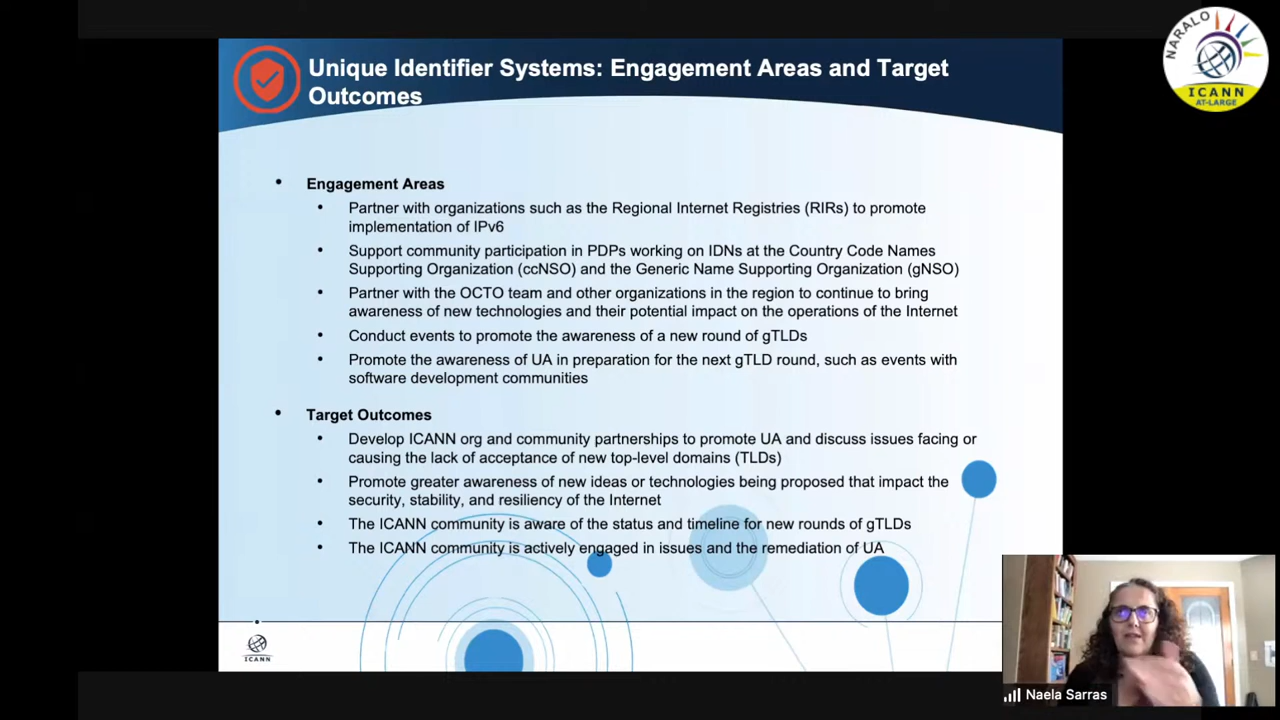 NARALO
ICANN
AT-LARGE
Unique Identifier Systems: Engagement Areas and Target
Outcomes
• Engagement Areas
• Partner with organizations such as the Regional Internet Registries (RIRs) to promote
implementation of IPv6
• Support community participation in PDPs working on IDNs at the Country Code Names
Supporting Organization (ccNSO) and the Generic Name Supporting Organization (gNSO)
• Partner with the OCTO team and other organizations in the region to continue to bring
awareness of new technologies and their potential impact on the operations of the Internet
• Conduct events to promote the awareness of a new round of gTLDs
• Promote the awareness of UA in preparation for the next gTLD round, such as events with
software development communities
• Target Outcomes
• Develop ICANN org and community partnerships to promote UA and discuss issues facing or
causing the lack of acceptance of new top-level domains (TLDs)
• Promote greater awareness of new ideas or technologies being proposed that impact the
security, stability, and resiliency of the Internet
• The ICANN community is aware of the status and timeline for new rounds of gTLDs
• The ICANN community is actively engaged in issues and the remediation of UA
ICANN
Naela Sarras